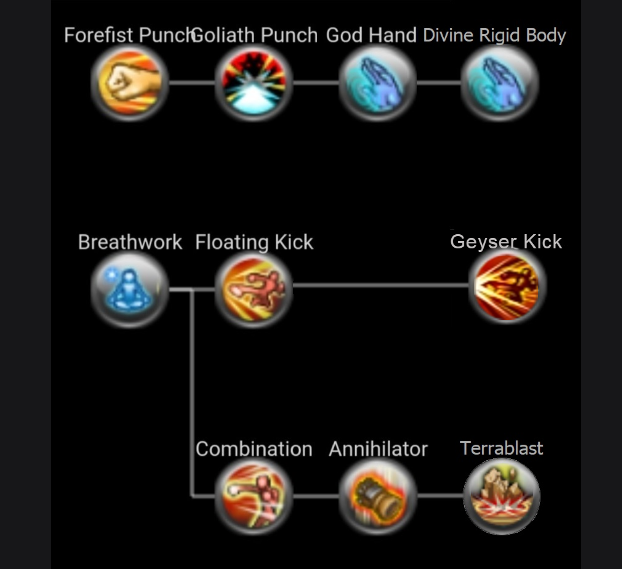 Forefist Punch Goliath Punch God Hand Divine Rigid Body
Breathwork Floating Kick Geyser Kick
Combination Annihilator Terrablast